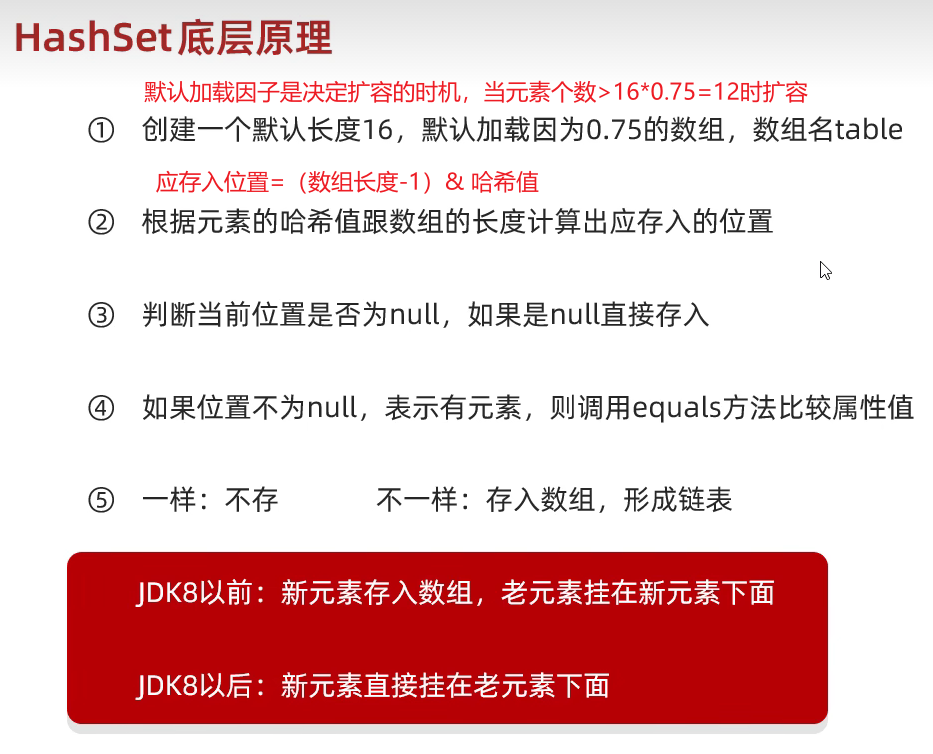 HashSet底层原理
默认加载因子是决定扩容的时机，当元素个数>16*0.75=12时扩容
① 创建一个默认长度16，默认加载因为0.75的数组，数组名table
应存入位置=（数组长度-1）& 哈希值
② 根据元素的哈希值跟数组的长度计算出应存入的位置
③ 判断当前位置是否为null，如果是null直接存入
④ 如果位置不为null，表示有元素，则调用equals方法比较属性值
⑤ 一样：不存 不一样：存入数组，形成链表
JDK8以前：新元素存入数组，老元素挂在新元素下面
JDK8以后：新元素直接挂在老元素下面